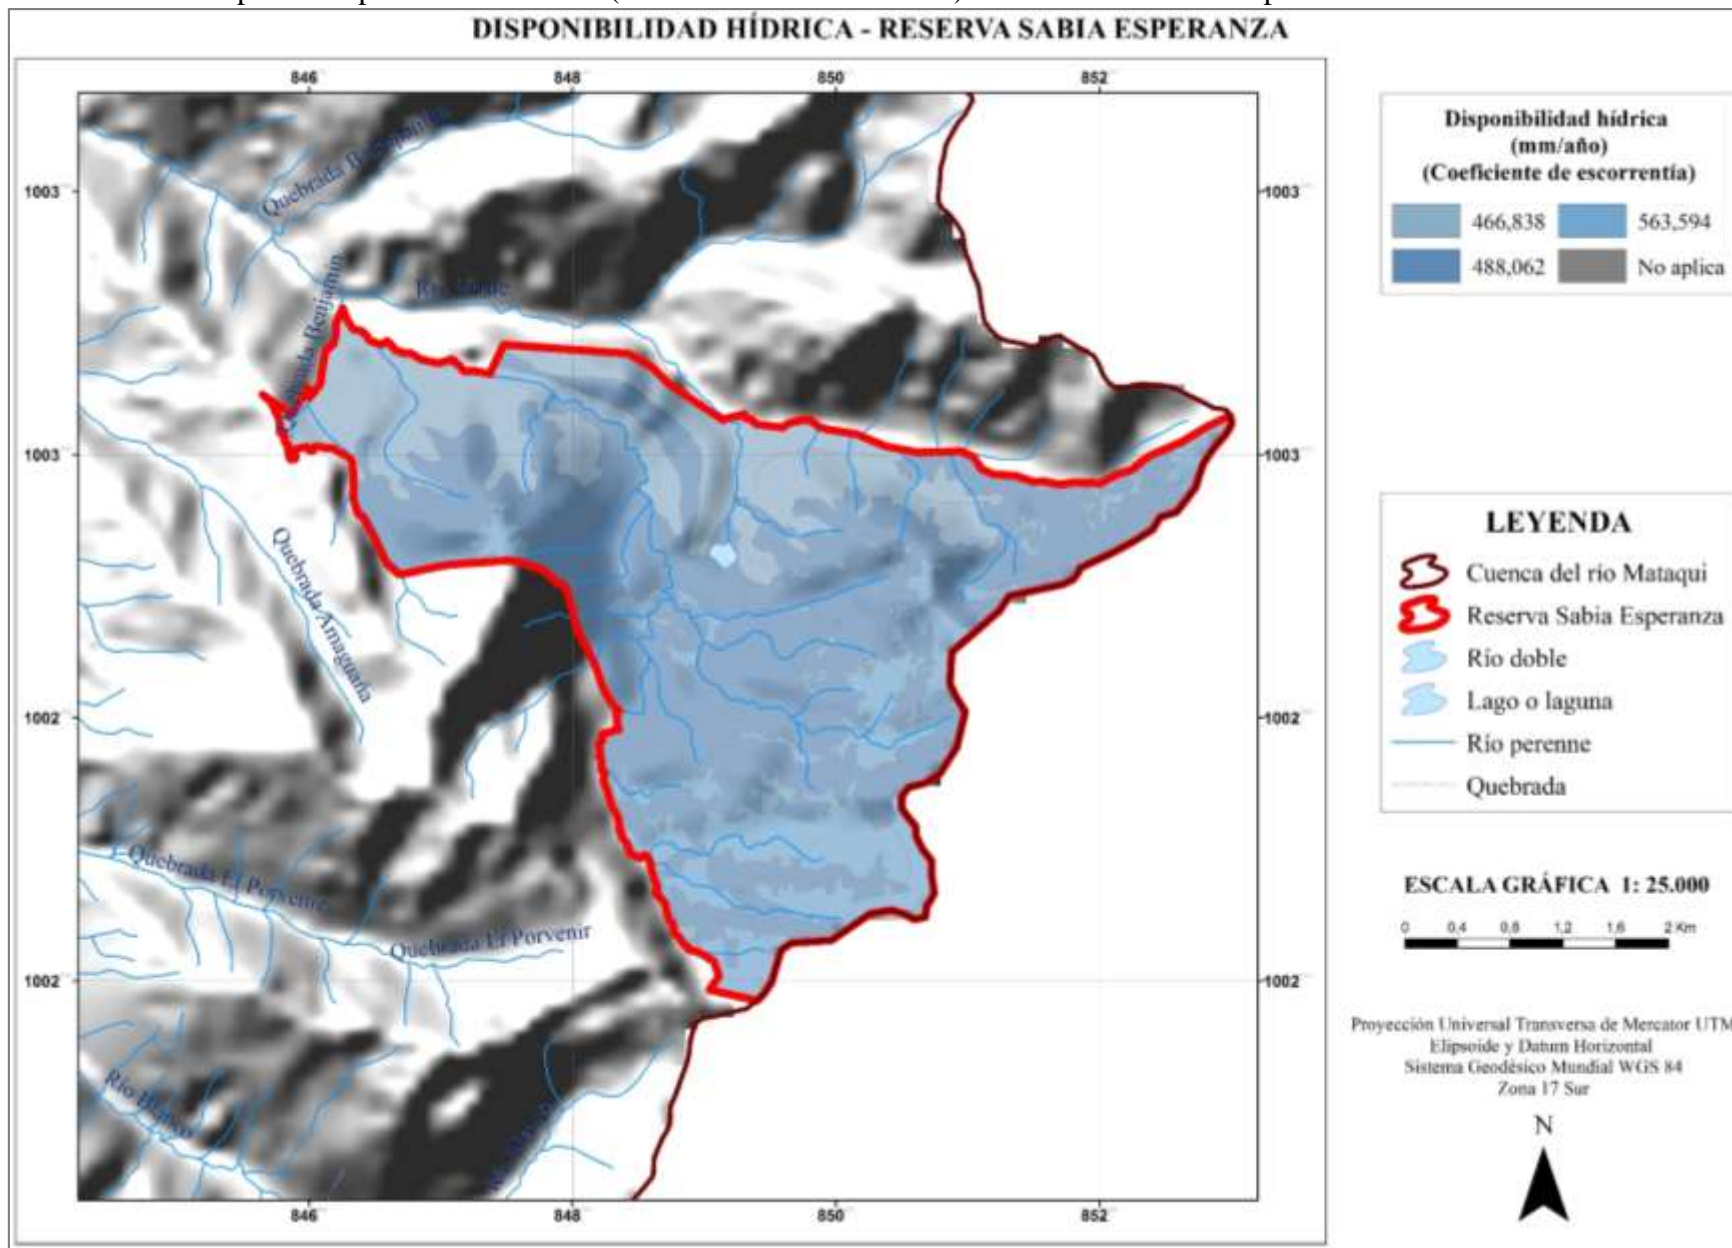 DISPONIBILIDAD HÍDRICA - RESERVA SABIA ESPERANZA
846 848 850 852
1003 1003
1003 1003
1002 1002
1002 1002
846 848 850 852
Quebrada
Quebrada Benjamin
Río
Quebrada Amaguaña
Quebrada El Porvenir
Quebrada El Porvenir
Río Blanco
Disponibilidad hídrica
(mm/año)
(Coeficiente de escorrentía)
466,838 563,594
488,062 No aplica
LEYENDA
Cuenca del río Mataqui
Reserva Sabia Esperanza
Río doble
Lago o laguna
Río perenne
Quebrada
ESCALA GRÁFICA 1: 25.000
0 0,4 0,8 1,2 1,6 2 Km
Proyección Universal Transversa de Mercator UTM
Elipsoide y Datum Horizontal
Sistema Geodésico Mundial WGS 84
Zona 17 Sur
N